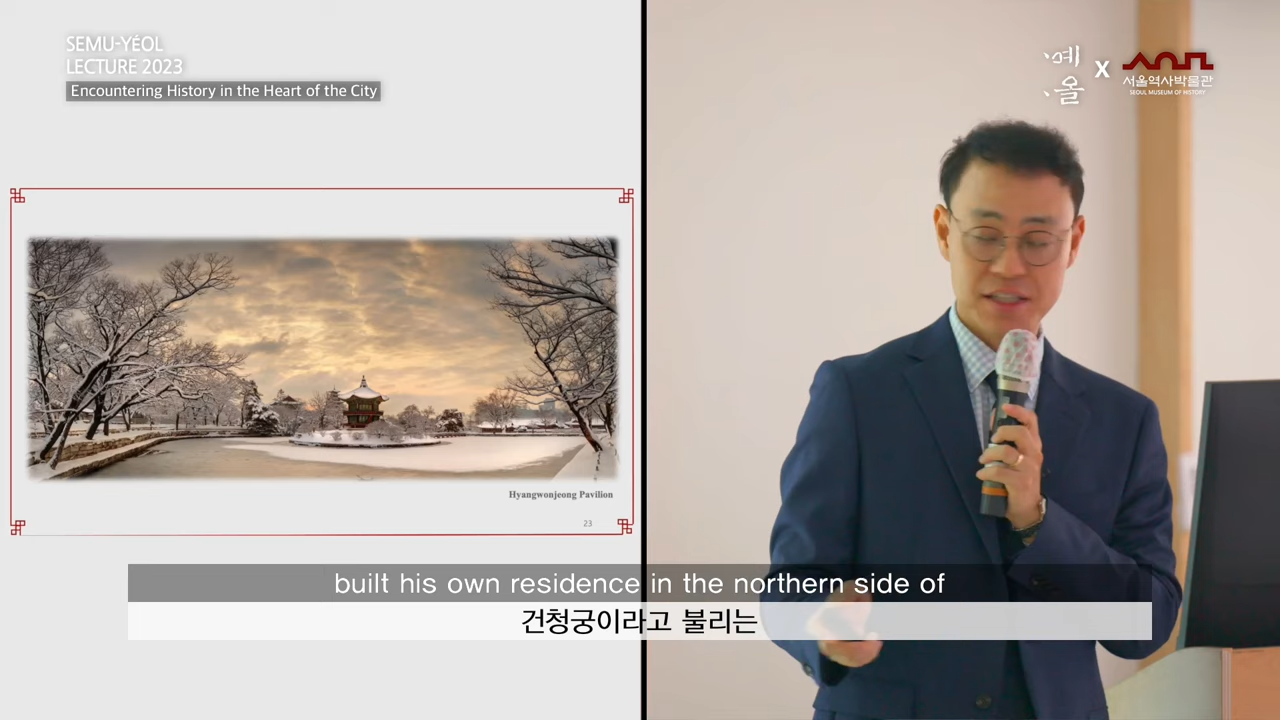 SEMU-YÉOL
LECTURE 2023
Encountering History in the Heart of the City
예올
X
서울역사박물관
SEOUL MUSEUM OF HISTORY
Hyangwonjeong Pavilion
23
built his own residence in the northern side of
건청궁이라고 불리는